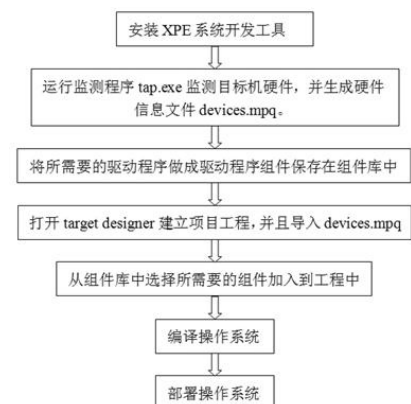 安装 XPE 系统开发工具
运行监测程序 tap.exe 监测目标机硬件，并生成硬件
信息文件 devices.mpq。
将所需要的驱动程序做成驱动程序组件保存在组件库中
打开 target designer 建立项目工程，并且导入 devices.mpq
从组件库中选择所需要的组件加入到工程中
编译操作系统
部署操作系统